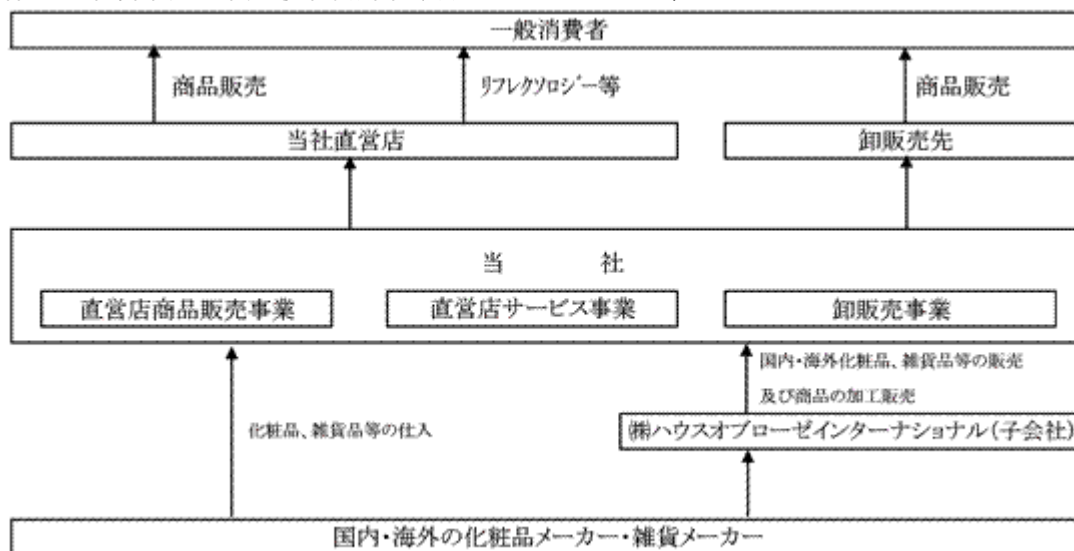 一般消費者
商品販売
リフレクソロジー等
商品販売
当社直営店
卸販売先
当 社
直営店商品販売事業
直営店サービス事業
卸販売事業
国内・海外化粧品、雑貨品等の販売
及び商品の加工販売
化粧品、雑貨品等の仕入
㈱ハウスオブローゼインターナショナル(子会社)
国内・海外の化粧品メーカー・雑貨メーカー